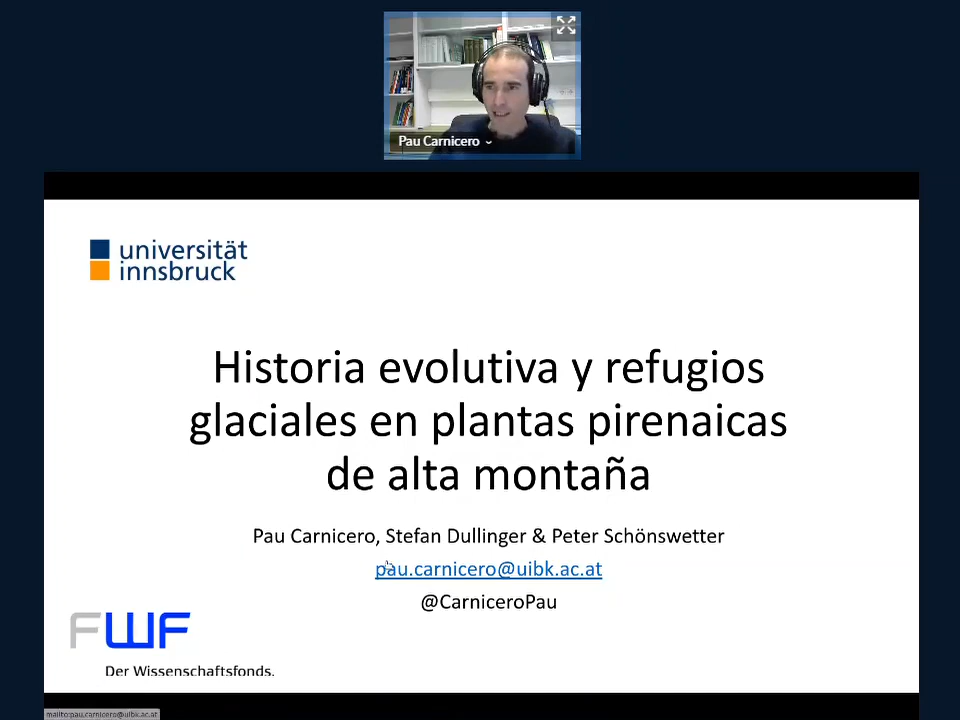 Pau Carnicero
universität
innsbruck
Historia evolutiva y refugios
glaciales en plantas pirenaicas
de alta montaña
Pau Carnicero, Stefan Dullinger & Peter Schönswetter
pau.carnicero@uibk.ac.at
@CarniceroPau
FWF
Der Wissenschaftsfonds.
mailto:pau.carnicero@uibk.ac.at